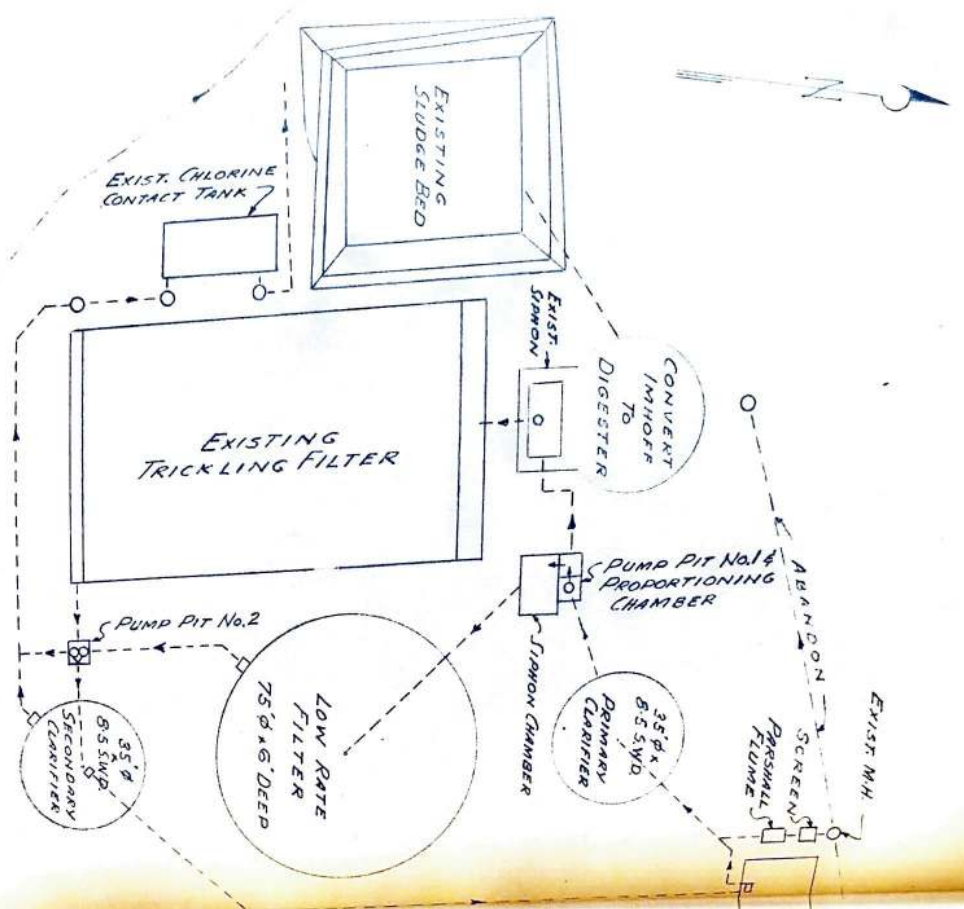 N
EXISTING
SLUDGE BED
EXIST. CHLORINE
CONTACT TANK
EXIST.
SIPHON
CONVERT
IMHOFF
TO
DIGESTER
EXISTING
TRICKLING FILTER
PUMP PIT No.1 &
PROPORTIONING
CHAMBER
ABANDON
PUMP PIT No.2
SIPHON CHAMBER
LOW RATE
FILTER
75'Ø x 6' DEEP
35'Ø x
8.5 S.W.D.
PRIMARY
CLARIFIER
35'Ø
x
8.5 S.W.D.
SECONDARY
CLARIFIER
EXIST. M.H.
SCREEN
PARSHALL
FLUME